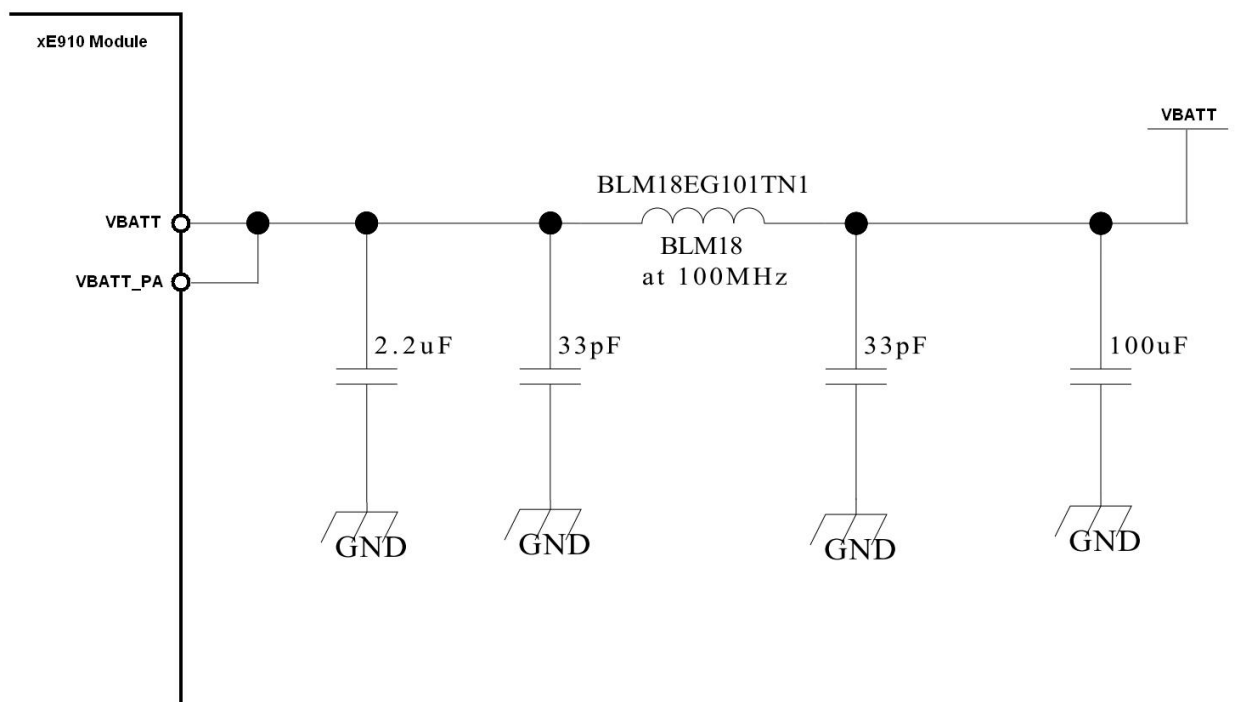 xE910 Module
VBATT
BLM18EG101TN1
VBATT
BLM18
at 100MHz
VBATT_PA
2.2uF
33pF
33pF
100uF
GND
GND
GND
GND